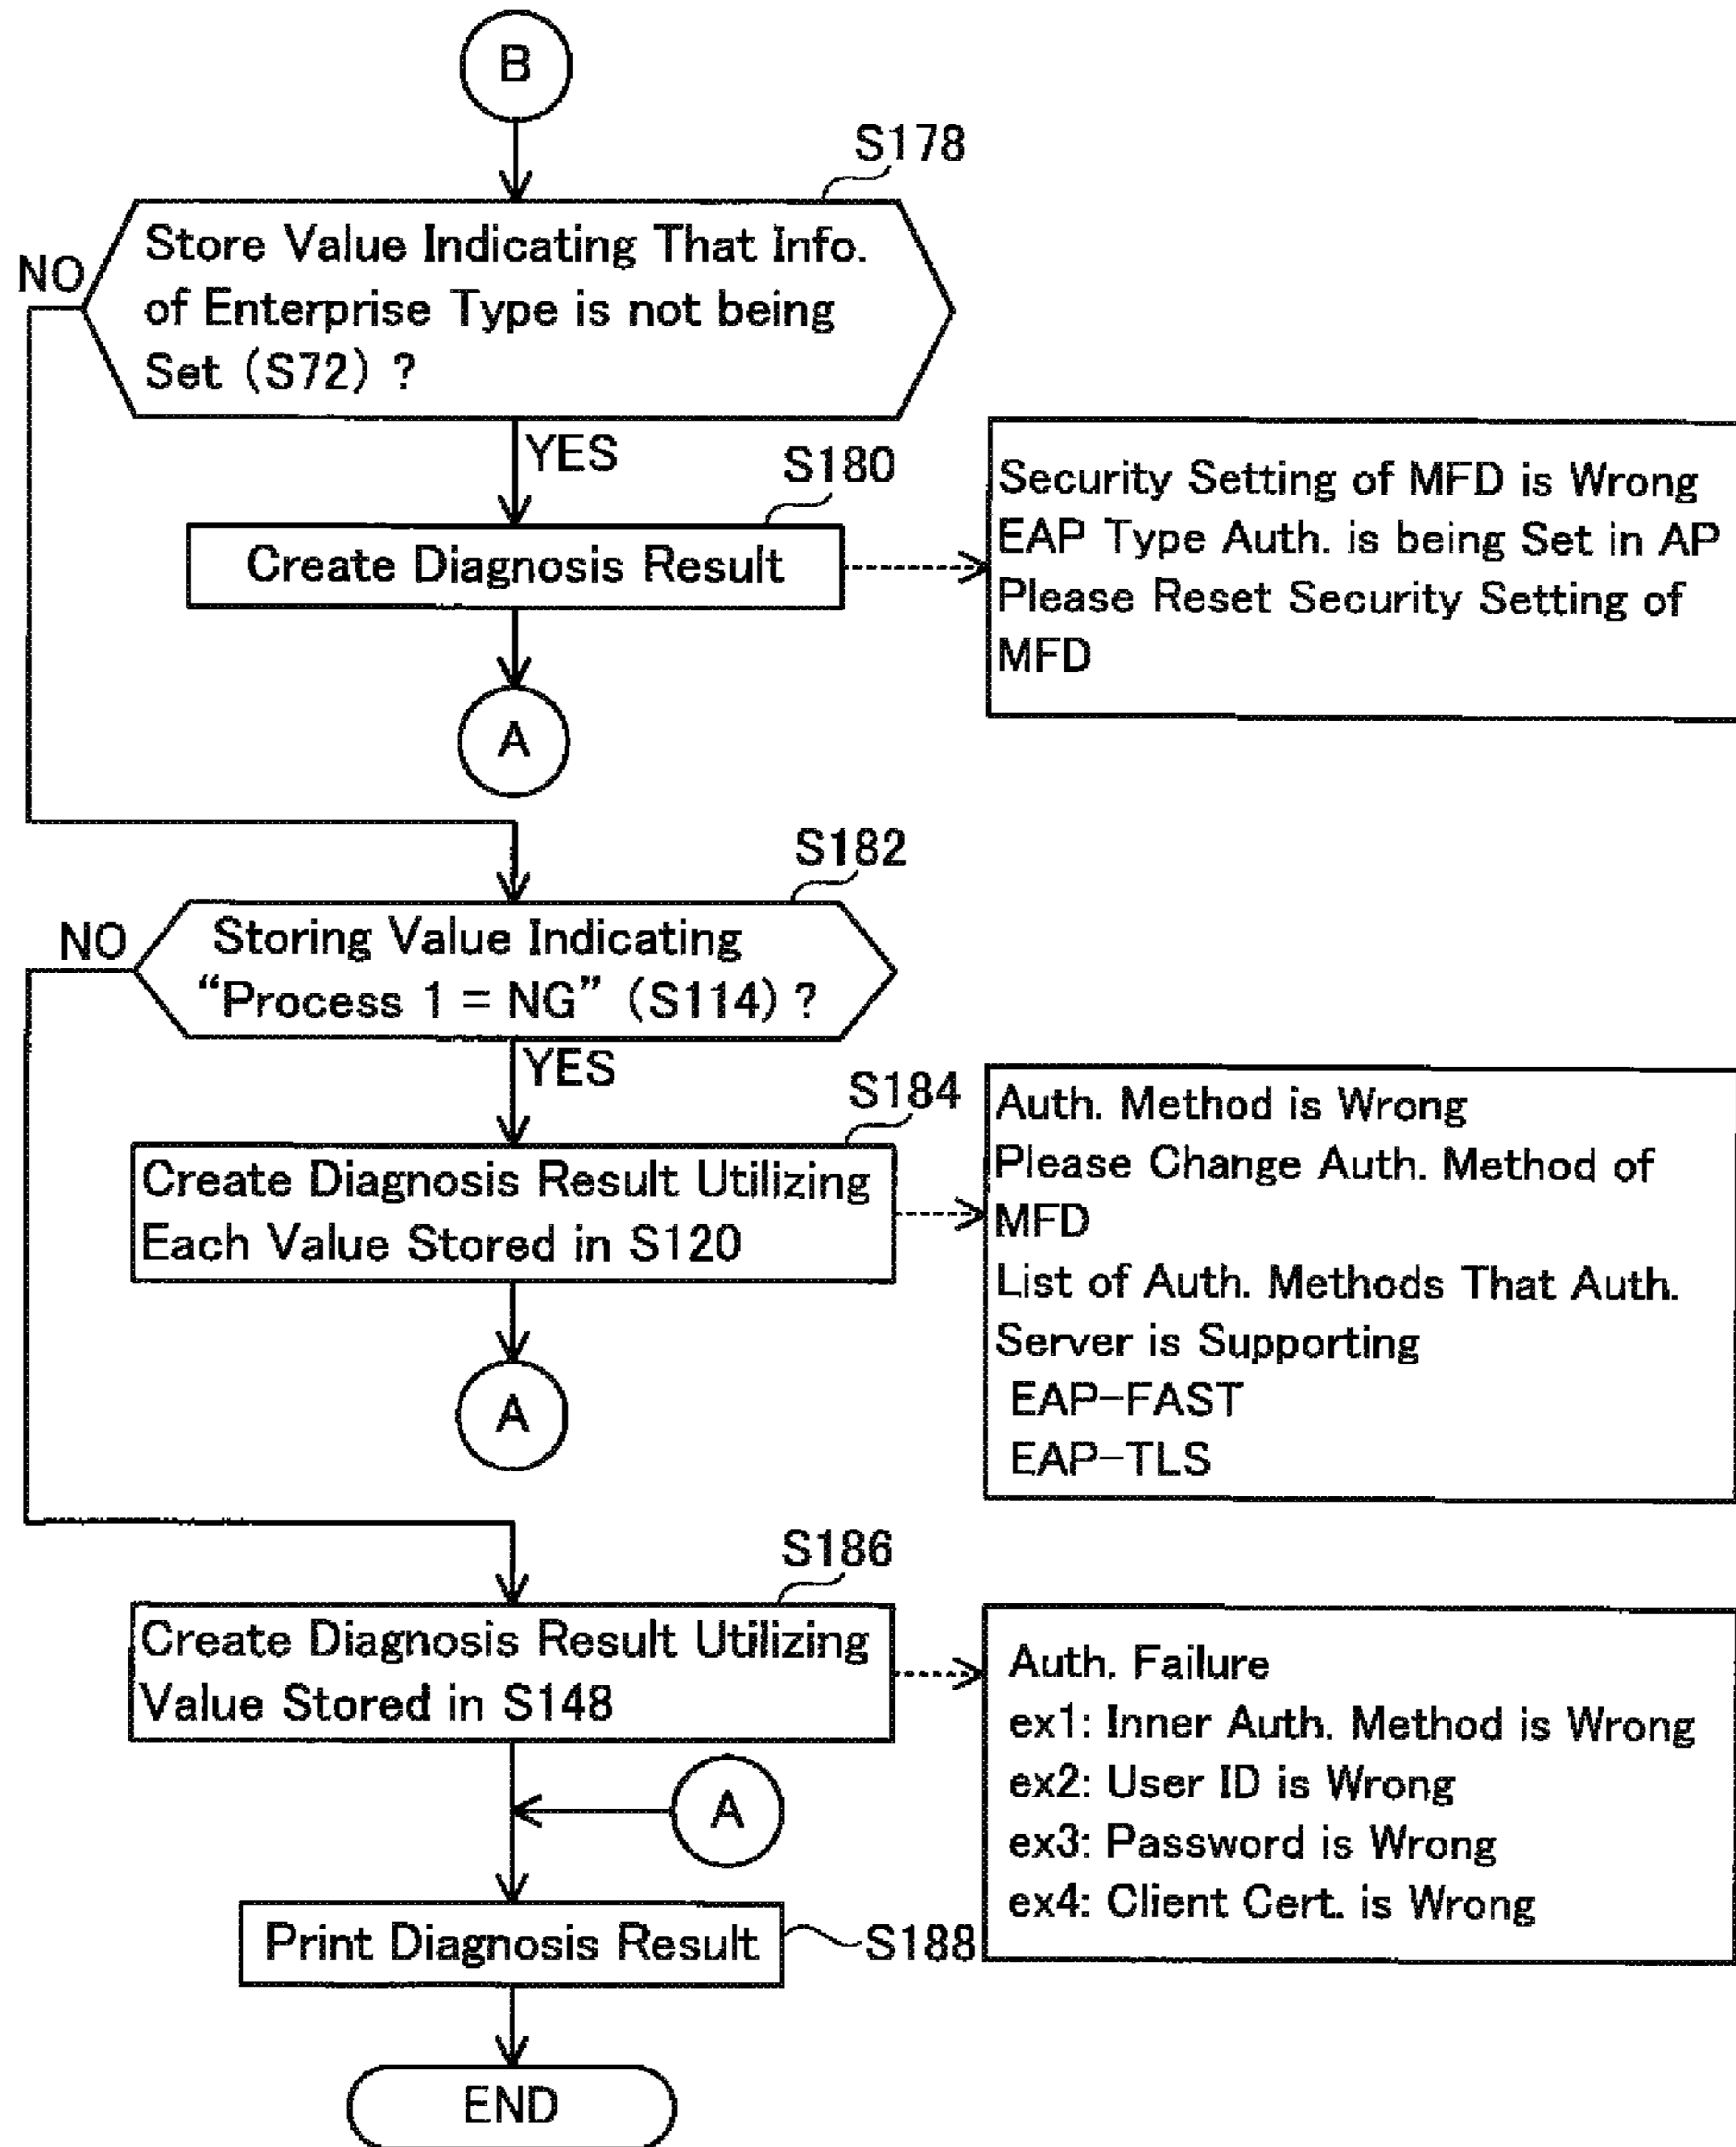 B
S178
Store Value Indicating That Info.
of Enterprise Type is not being
Set (S72) ?
NO
YES
S180
Create Diagnosis Result
Security Setting of MFD is Wrong
EAP Type Auth. is being Set in AP
Please Reset Security Setting of
MFD
A
S182
NO
Storing Value Indicating
“Process 1 = NG” (S114) ?
YES
S184
Create Diagnosis Result Utilizing
Each Value Stored in S120
Auth. Method is Wrong
Please Change Auth. Method of
MFD
List of Auth. Methods That Auth.
Server is Supporting
EAP-FAST
EAP-TLS
A
S186
Create Diagnosis Result Utilizing
Value Stored in S148
Auth. Failure
ex1: Inner Auth. Method is Wrong
ex2: User ID is Wrong
ex3: Password is Wrong
ex4: Client Cert. is Wrong
A
Print Diagnosis Result
S188
END